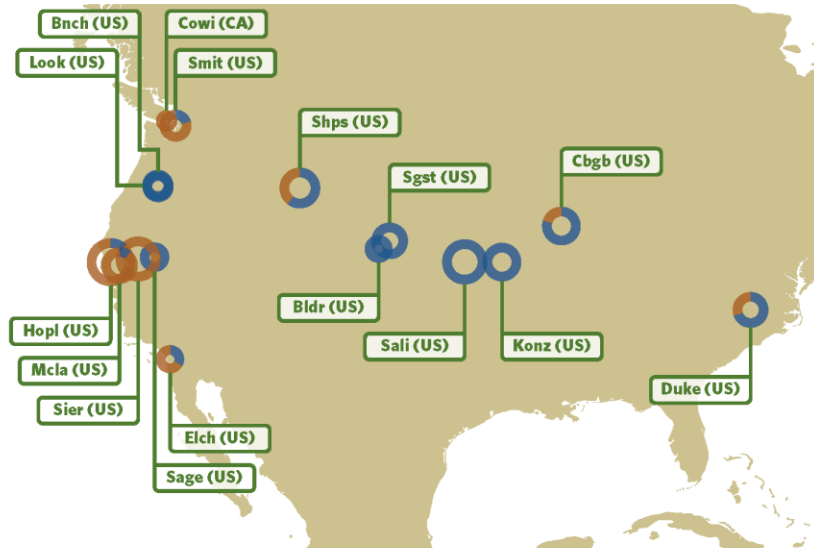 Bnch (US)
Cowi (CA)
Look (US)
Smit (US)
Shps (US)
Cbgb (US)
Sgst (US)
Bldr (US)
Hopl (US)
Sali (US)
Konz (US)
Mcla (US)
Duke (US)
Sier (US)
Elch (US)
Sage (US)